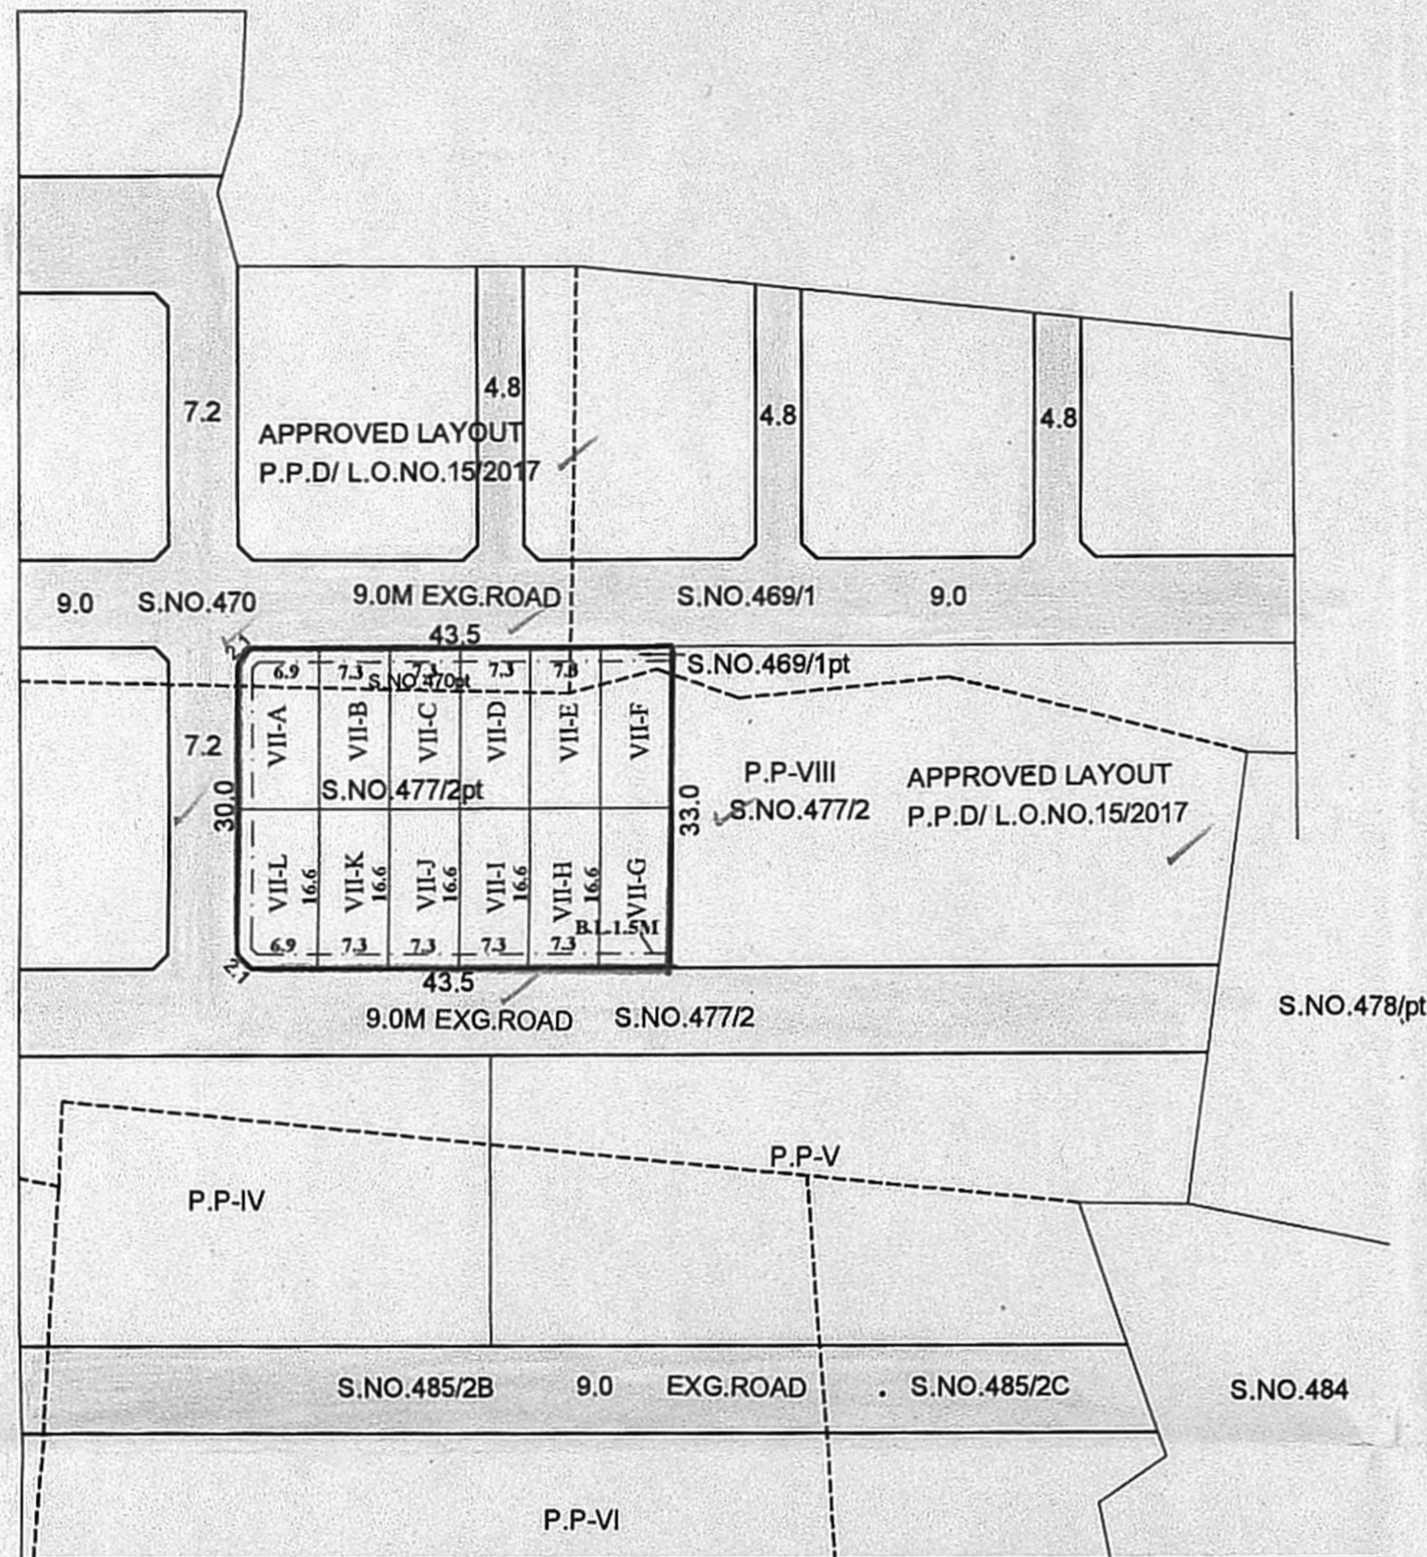 4.8
7.2
4.8
4.8
APPROVED LAYOUT
P.P.D/ L.O.NO.15/2017
9.0 S.NO.470 9.0M EXG.ROAD S.NO.469/1 9.0
43.5
2.1
S.NO.469/1pt
6.9 7.3 7.3 7.3 7.3
S.NO.470pt
VII-A VII-B VII-C VII-D VII-E VII-F
7.2
P.P-VIII
S.NO.477/2
APPROVED LAYOUT
P.P.D/ L.O.NO.15/2017
S.NO.477/2pt
30.0
33.0
VII-L VII-K VII-J VII-I VII-H VII-G
16.6 16.6 16.6 16.6 16.6
B.L.1.5M
6.9 7.3 7.3 7.3 7.3
2.1
43.5
9.0M EXG.ROAD S.NO.477/2
S.NO.478/pt
P.P-V
P.P-IV
S.NO.485/2B 9.0 EXG.ROAD S.NO.485/2C S.NO.484
P.P-VI